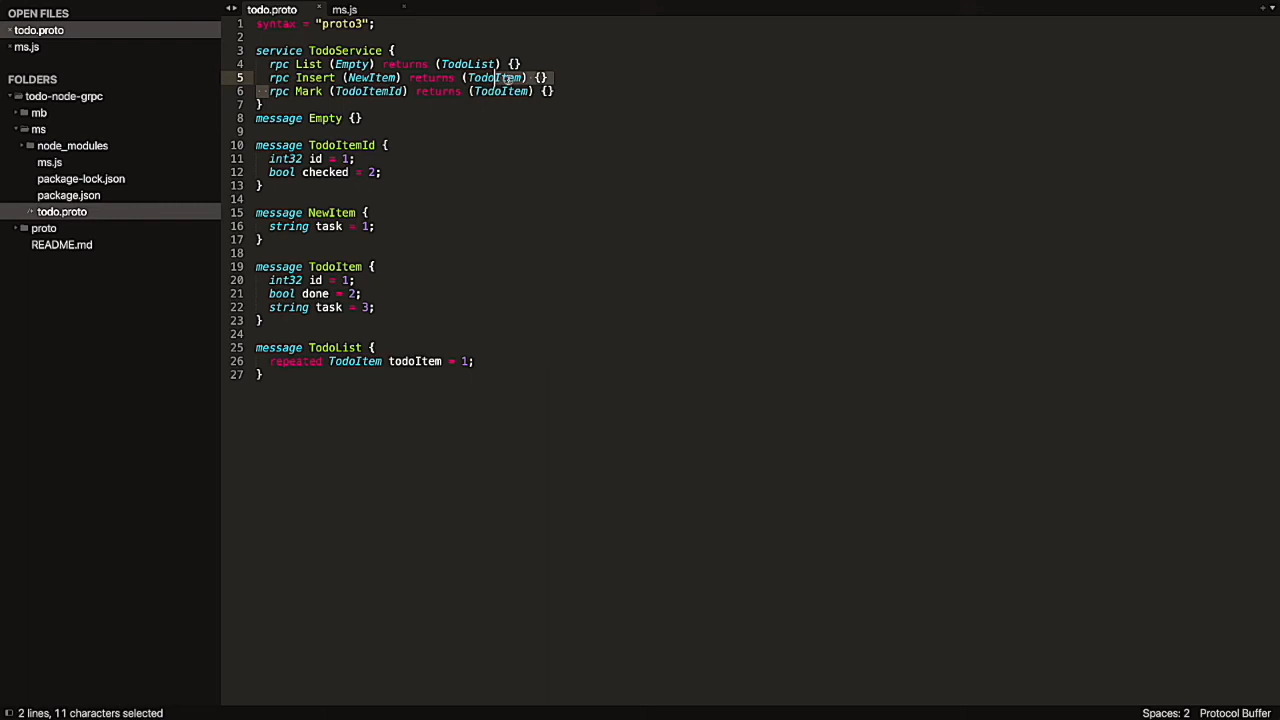 OPEN FILES
todo.proto
ms.js
FOLDERS
todo-node-grpc
mb
ms
node_modules
ms.js
package-lock.json
package.json
todo.proto
proto
README.md
todo.proto
ms.js
1 syntax = "proto3";
2
3 service TodoService {
4 rpc List (Empty) returns (TodoList) {}
5 rpc Insert (NewItem) returns (TodoItem) {}
6 rpc Mark (TodoItemId) returns (TodoItem) {}
7 }
8 message Empty {}
9
10 message TodoItemId {
11 int32 id = 1;
12 bool checked = 2;
13 }
14
15 message NewItem {
16 string task = 1;
17 }
18
19 message TodoItem {
20 int32 id = 1;
21 bool done = 2;
22 string task = 3;
23 }
24
25 message TodoList {
26 repeated TodoItem todoItem = 1;
27 }
2 lines, 11 characters selected
Spaces: 2
Protocol Buffer